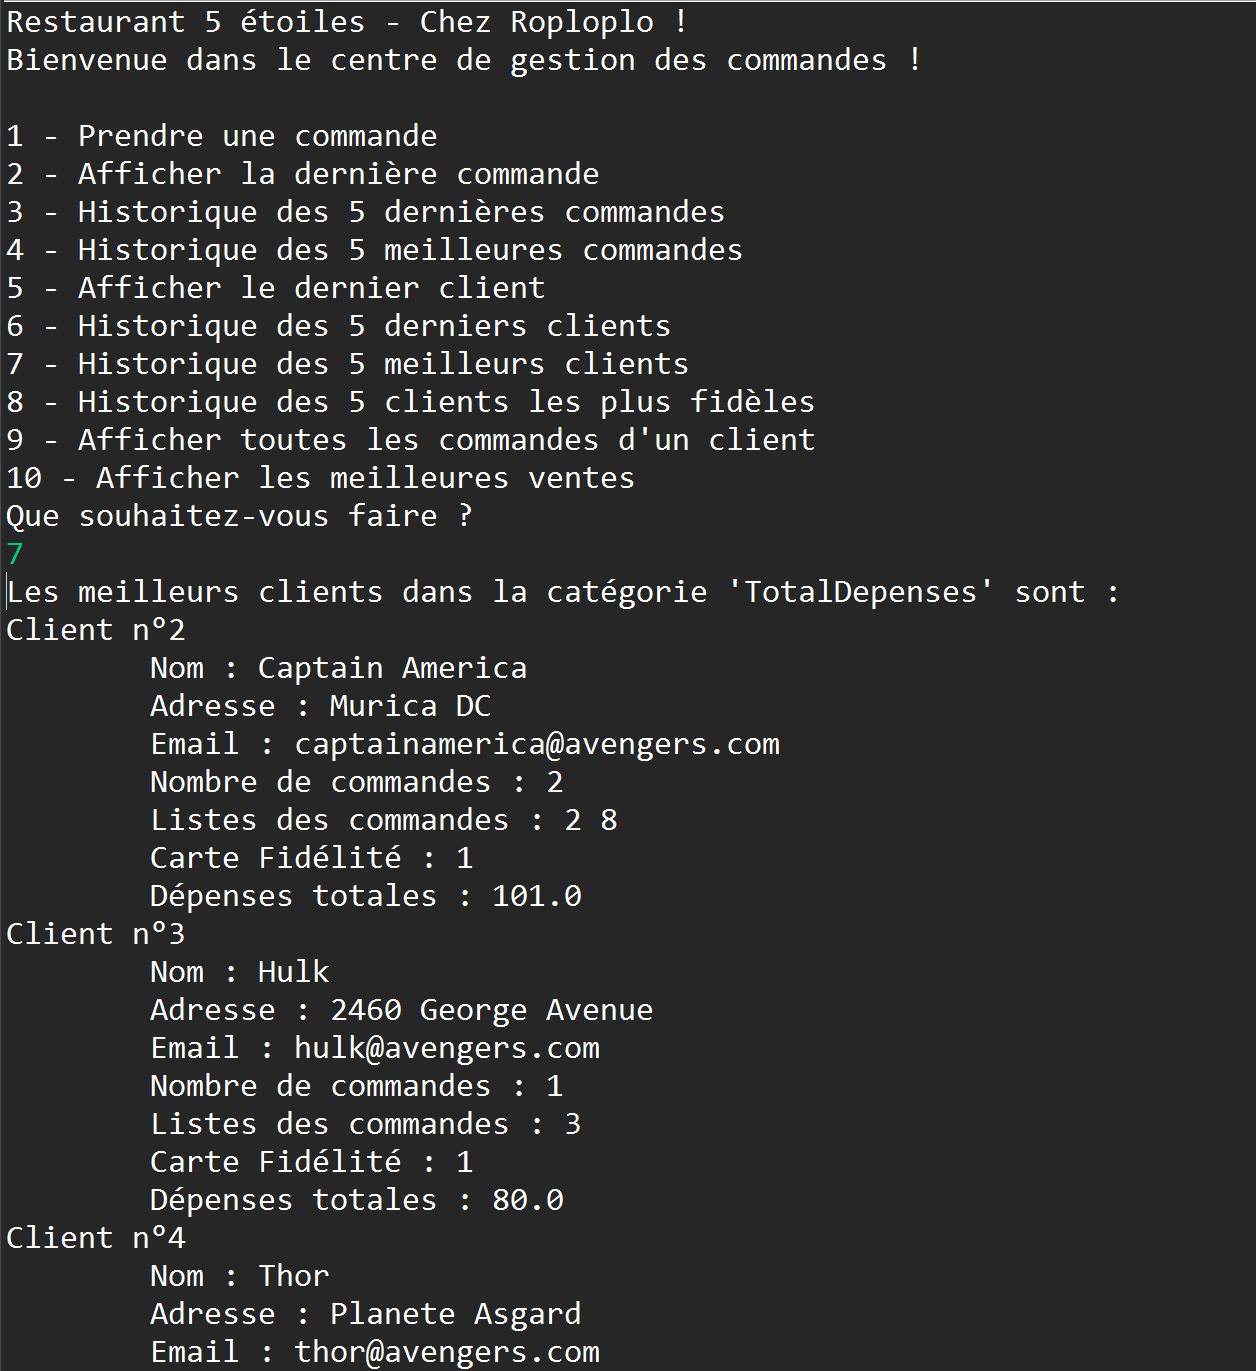 Restaurant 5 étoiles - Chez Roploplo !
Bienvenue dans le centre de gestion des commandes !
1 - Prendre une commande
2 - Afficher la dernière commande
3 - Historique des 5 dernières commandes
4 - Historique des 5 meilleures commandes
5 - Afficher le dernier client
6 - Historique des 5 derniers clients
7 - Historique des 5 meilleurs clients
8 - Historique des 5 clients les plus fidèles
9 - Afficher toutes les commandes d'un client
10 - Afficher les meilleures ventes
Que souhaitez-vous faire ?
7
Les meilleurs clients dans la catégorie 'TotalDepenses' sont :
Client n°2
Nom : Captain America
Adresse : Murica DC
Email : captainamerica@avengers.com
Nombre de commandes : 2
Listes des commandes : 2 8
Carte Fidélité : 1
Dépenses totales : 101.0
Client n°3
Nom : Hulk
Adresse : 2460 George Avenue
Email : hulk@avengers.com
Nombre de commandes : 1
Listes des commandes : 3
Carte Fidélité : 1
Dépenses totales : 80.0
Client n°4
Nom : Thor
Adresse : Planete Asgard
Email : thor@avengers.com